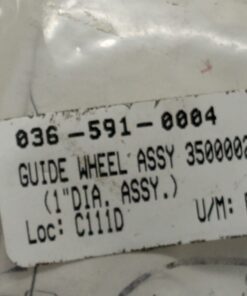 036-591-0004
GUIDE WHEEL ASSY 3500002
(1"DIA. ASSY.)
Loc: C111D U/M: